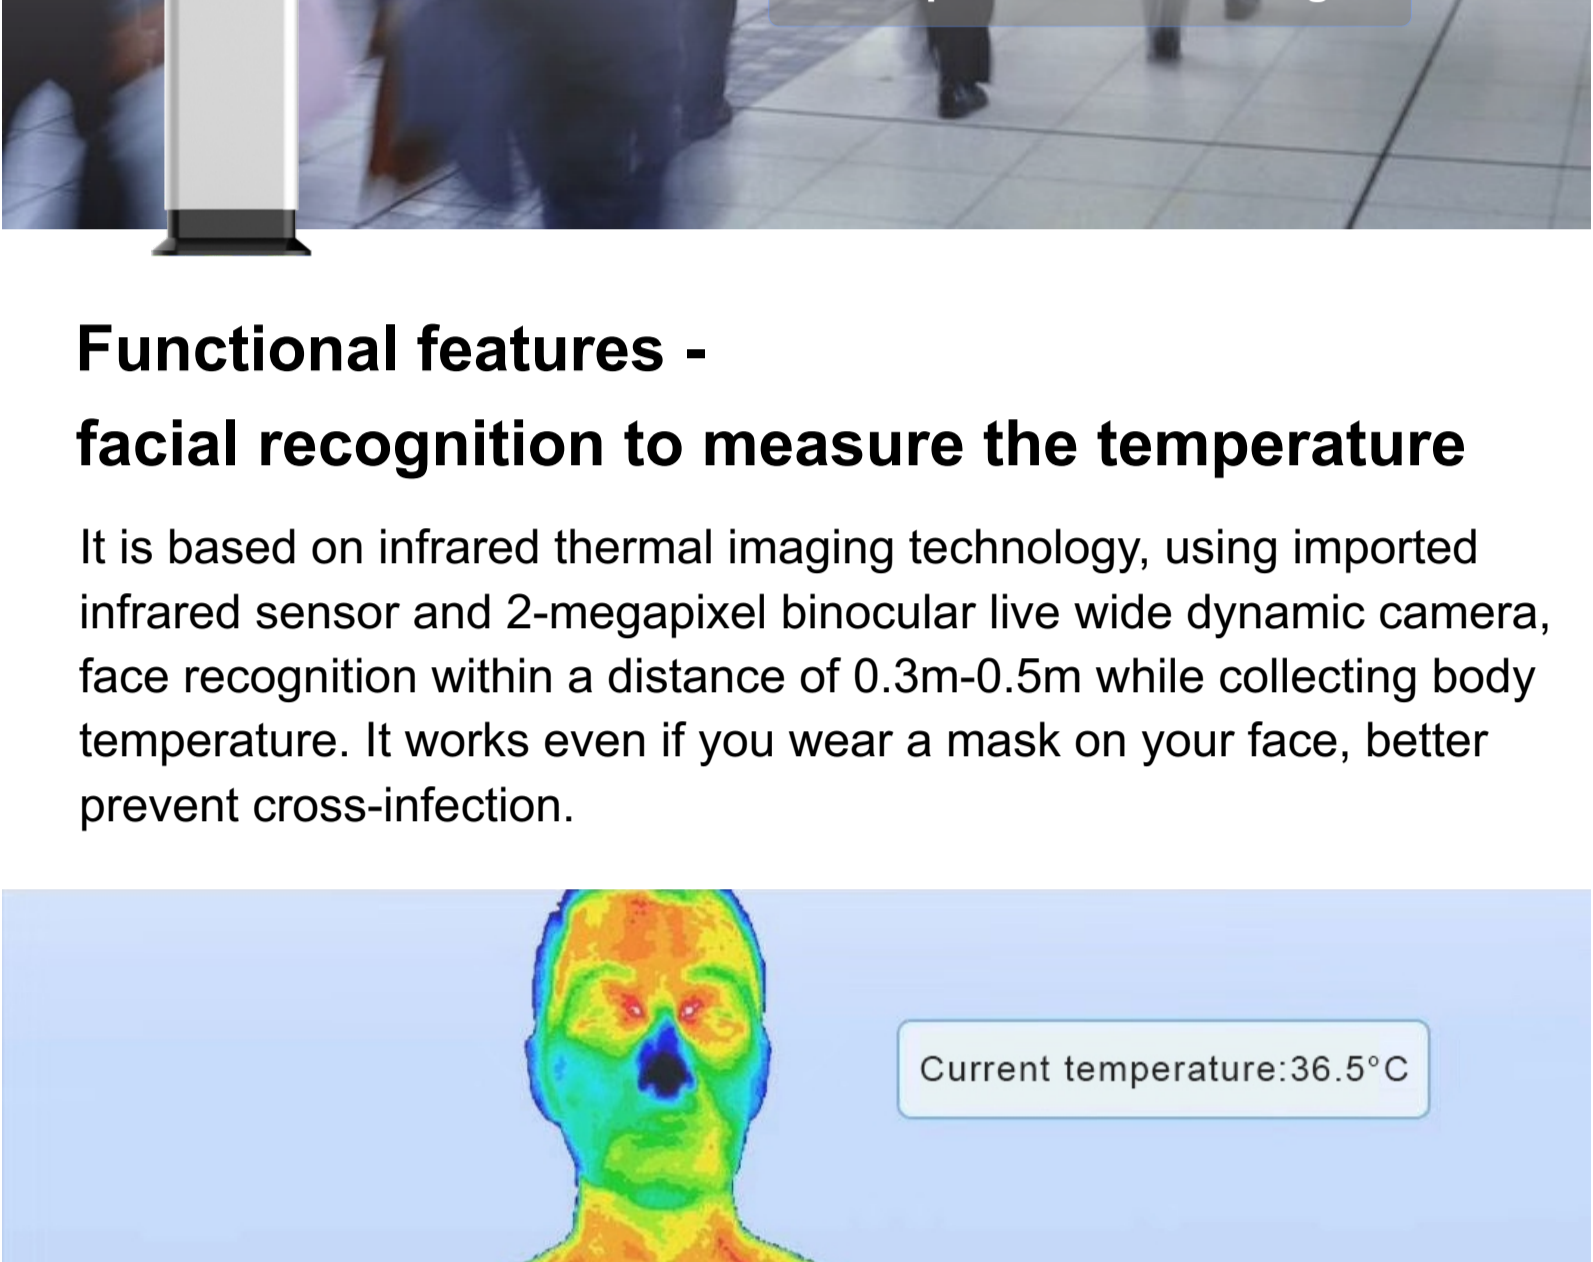 Functional features -
facial recognition to measure the temperature
It is based on infrared thermal imaging technology, using imported
infrared sensor and 2-megapixel binocular live wide dynamic camera,
face recognition within a distance of 0.3m-0.5m while collecting body
temperature. It works even if you wear a mask on your face, better
prevent cross-infection.
Current temperature:36.5°C